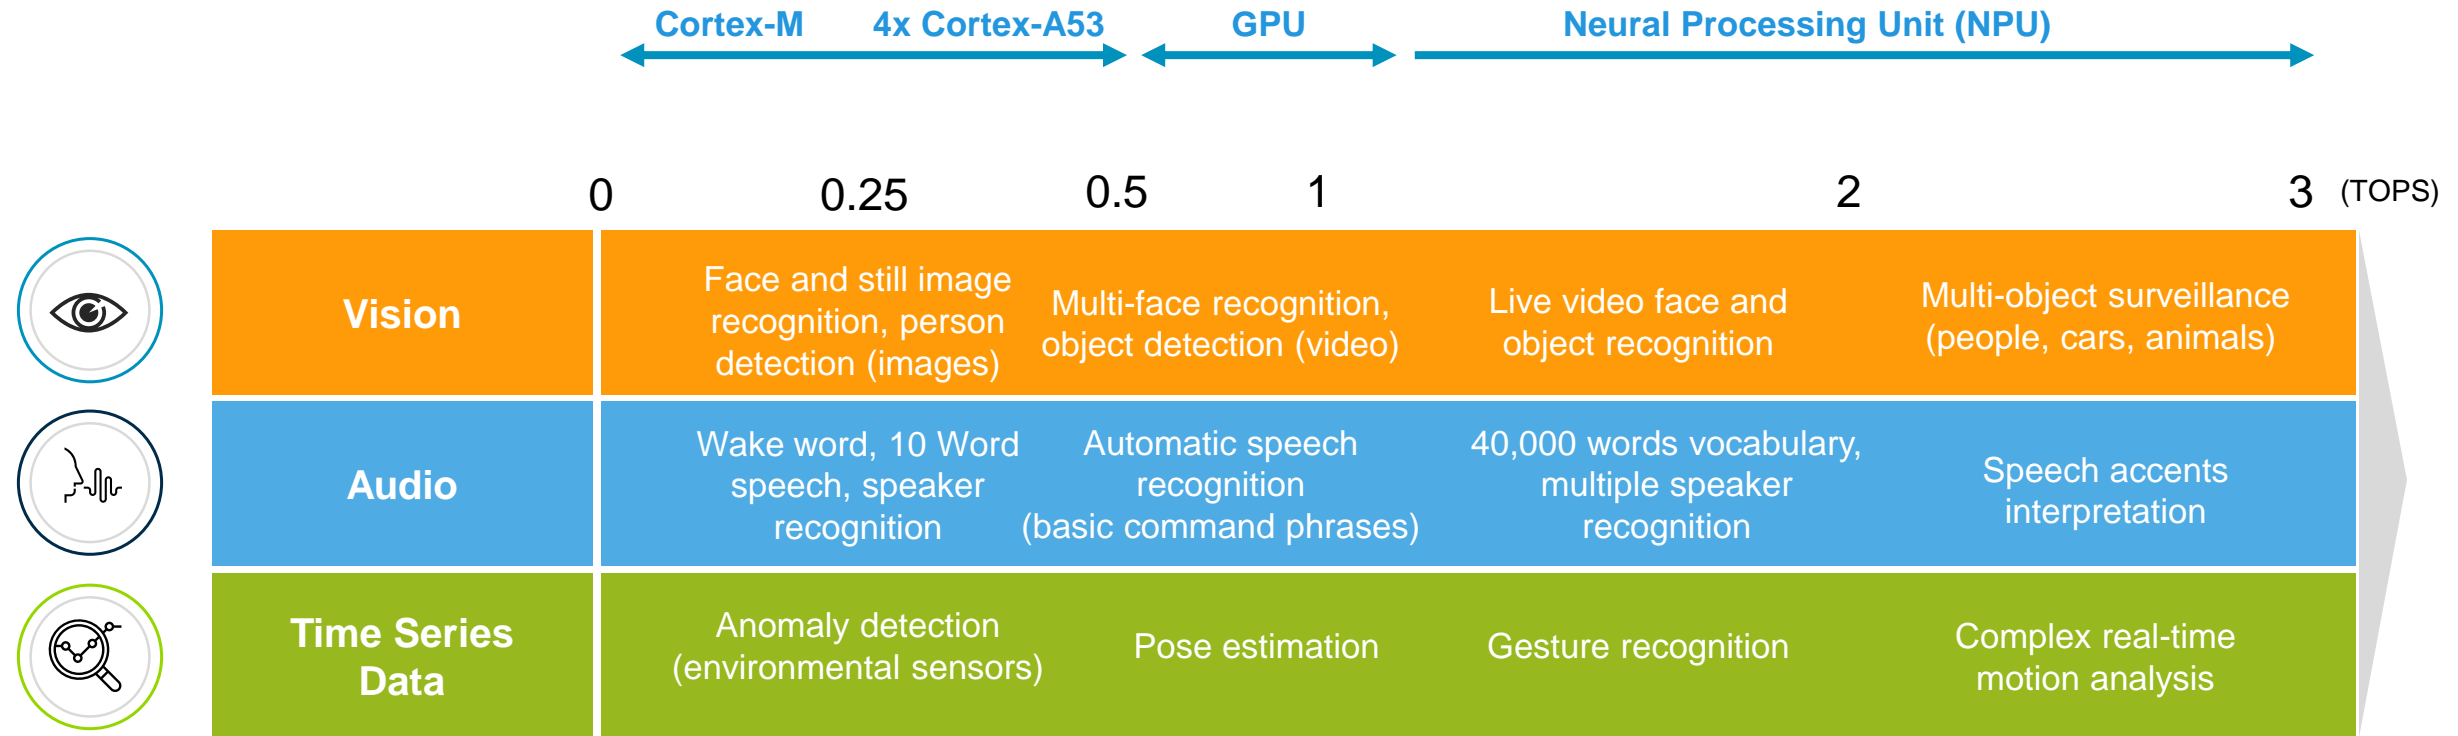 Cortex-M 4x Cortex-A53 GPU Neural Processing Unit (NPU)
0 0.25 0.5 1 2 3 (TOPS)
Vision
Face and still image
recognition, person
detection (images)
Multi-face recognition,
object detection (video)
Live video face and
object recognition
Multi-object surveillance
(people, cars, animals)
Audio
Wake word, 10 Word
speech, speaker
recognition
Automatic speech
recognition
(basic command phrases)
40,000 words vocabulary,
multiple speaker
recognition
Speech accents
interpretation
Time Series
Data
Anomaly detection
(environmental sensors)
Pose estimation
Gesture recognition
Complex real-time
motion analysis